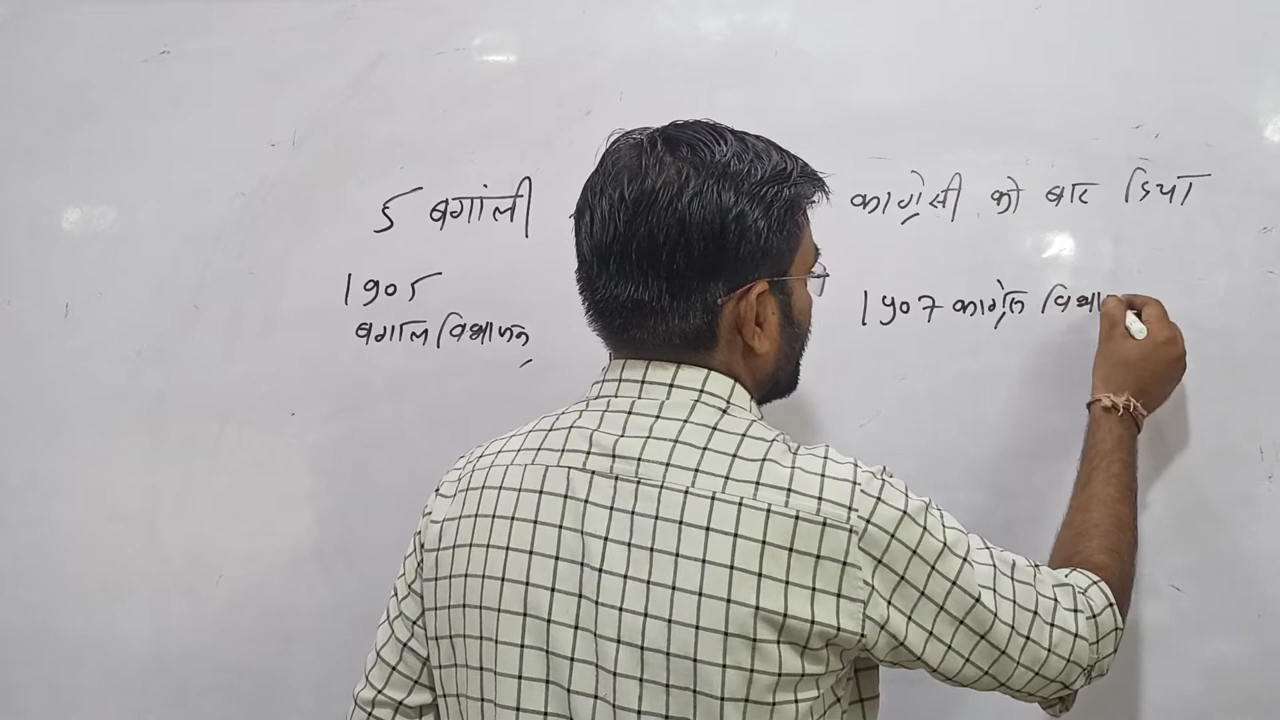 5 बगांली काग्रेसी को बाट दिया
1905
बगाल विभाजन
1907 काग्रेस विभा